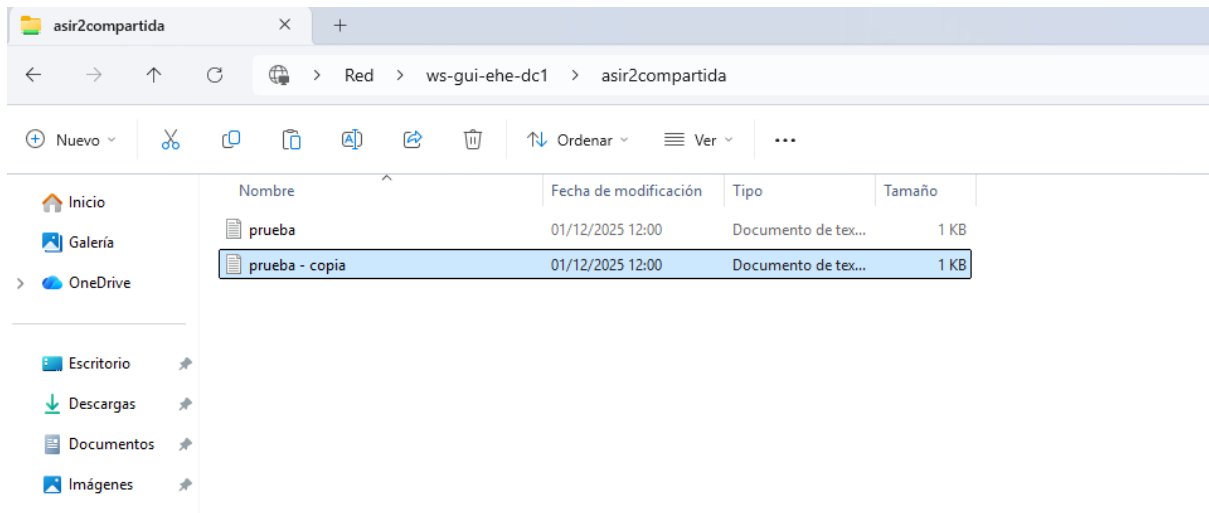 asir2compartida
Red > ws-gui-ehe-dc1 > asir2compartida
Nuevo Ordenar Ver ...
Inicio
Galería
OneDrive
Escritorio
Descargas
Documentos
Imágenes
Nombre Fecha de modificación Tipo Tamaño
prueba 01/12/2025 12:00 Documento de tex... 1 KB
prueba - copia 01/12/2025 12:00 Documento de tex... 1 KB